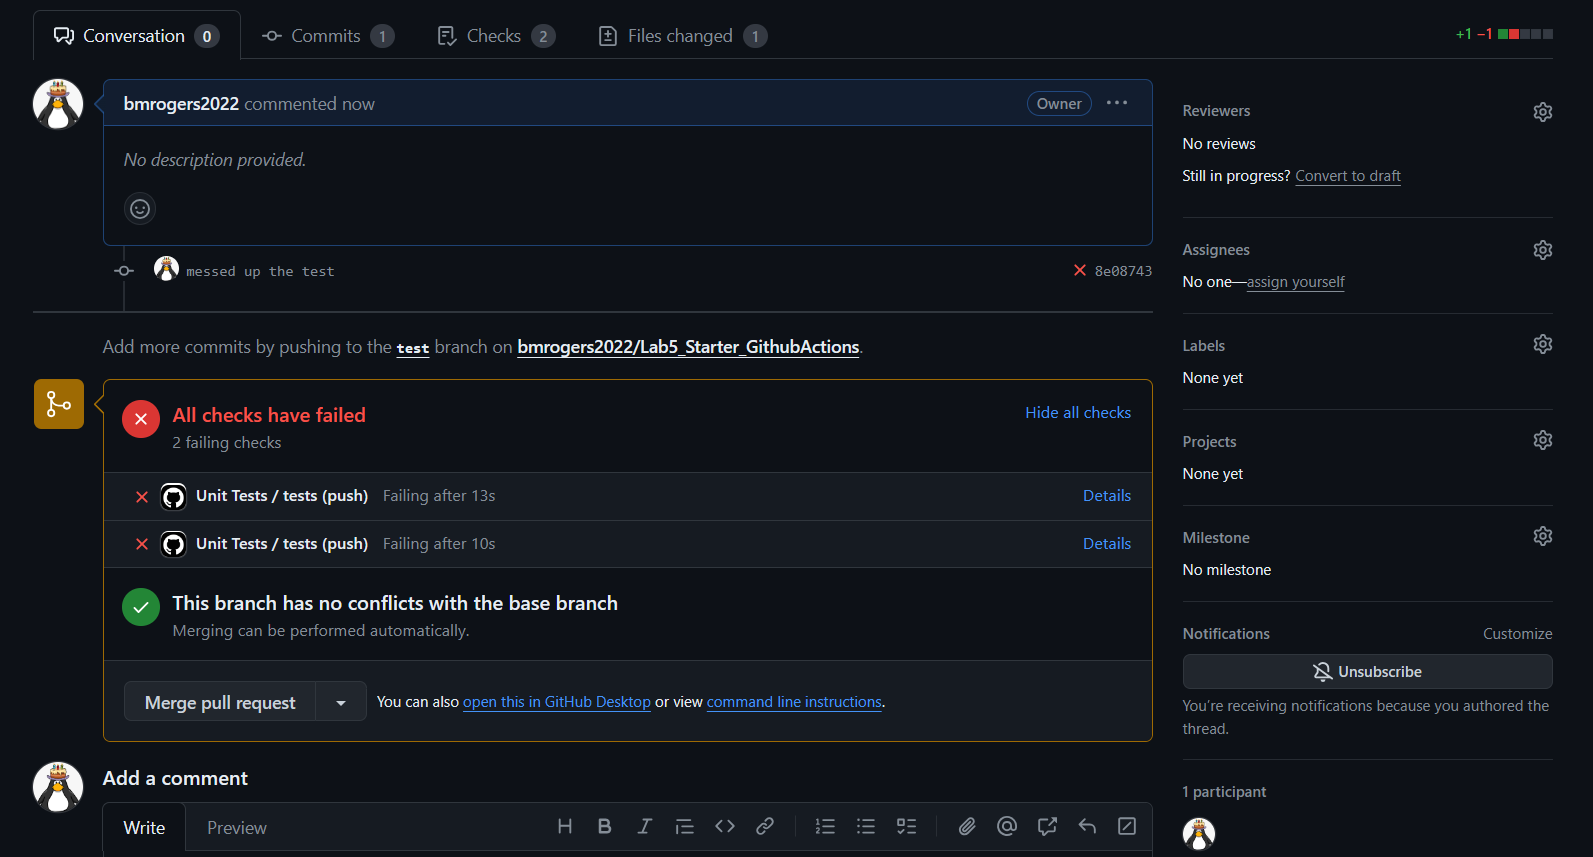 Conversation 0 Commits 1 Checks 2 Files changed 1 +1 −1
bmrogers2022 commented now Owner
No description provided.
messed up the test 8e08743
Add more commits by pushing to the test branch on bmrogers2022/Lab5_Starter_GithubActions.
All checks have failed Hide all checks
2 failing checks
Unit Tests / tests (push) Failing after 13s Details
Unit Tests / tests (push) Failing after 10s Details
This branch has no conflicts with the base branch
Merging can be performed automatically.
Merge pull request You can also open this in GitHub Desktop or view command line instructions.
Add a comment
Write Preview
Reviewers
No reviews
Still in progress? Convert to draft
Assignees
No one—assign yourself
Labels
None yet
Projects
None yet
Milestone
No milestone
Notifications Customize
Unsubscribe
You're receiving notifications because you authored the
thread.
1 participant